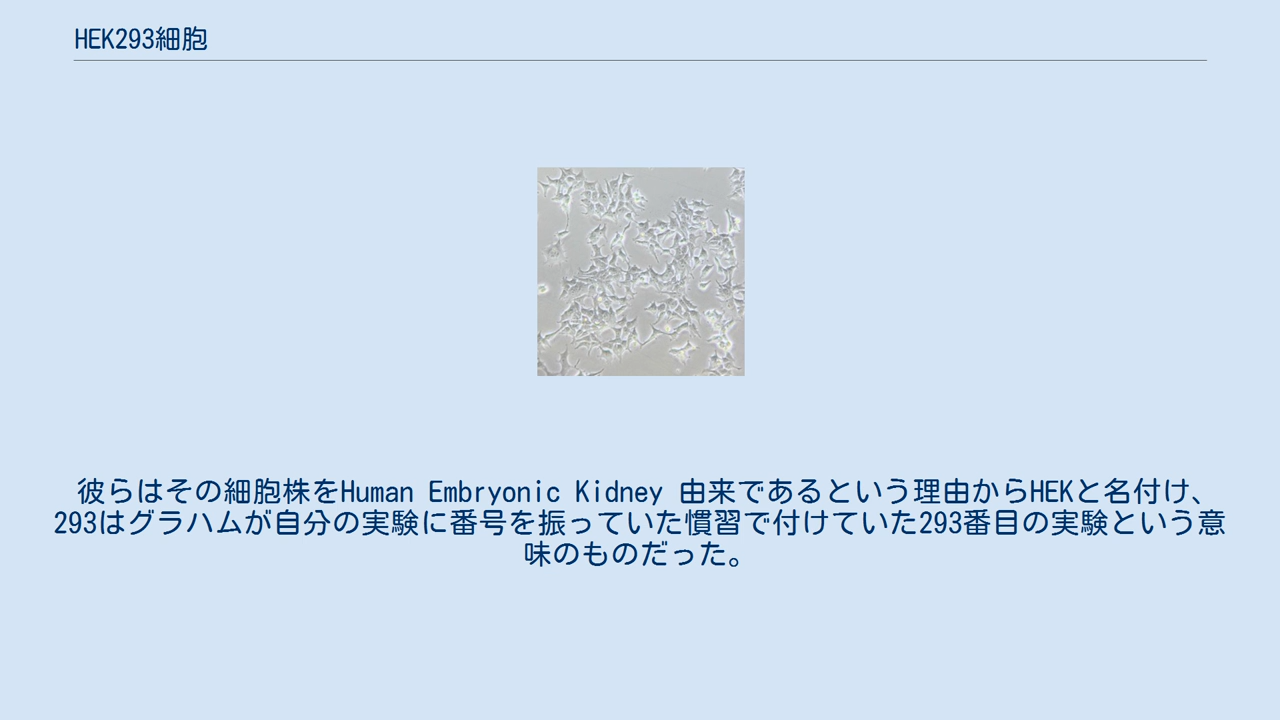 HEK293細胞
彼らはその細胞株をHuman Embryonic Kidney 由来であるという理由からHEKと名付け、
293はグラハムが自分の実験に番号を振っていた慣習で付けていた293番目の実験という意
味のものだった。